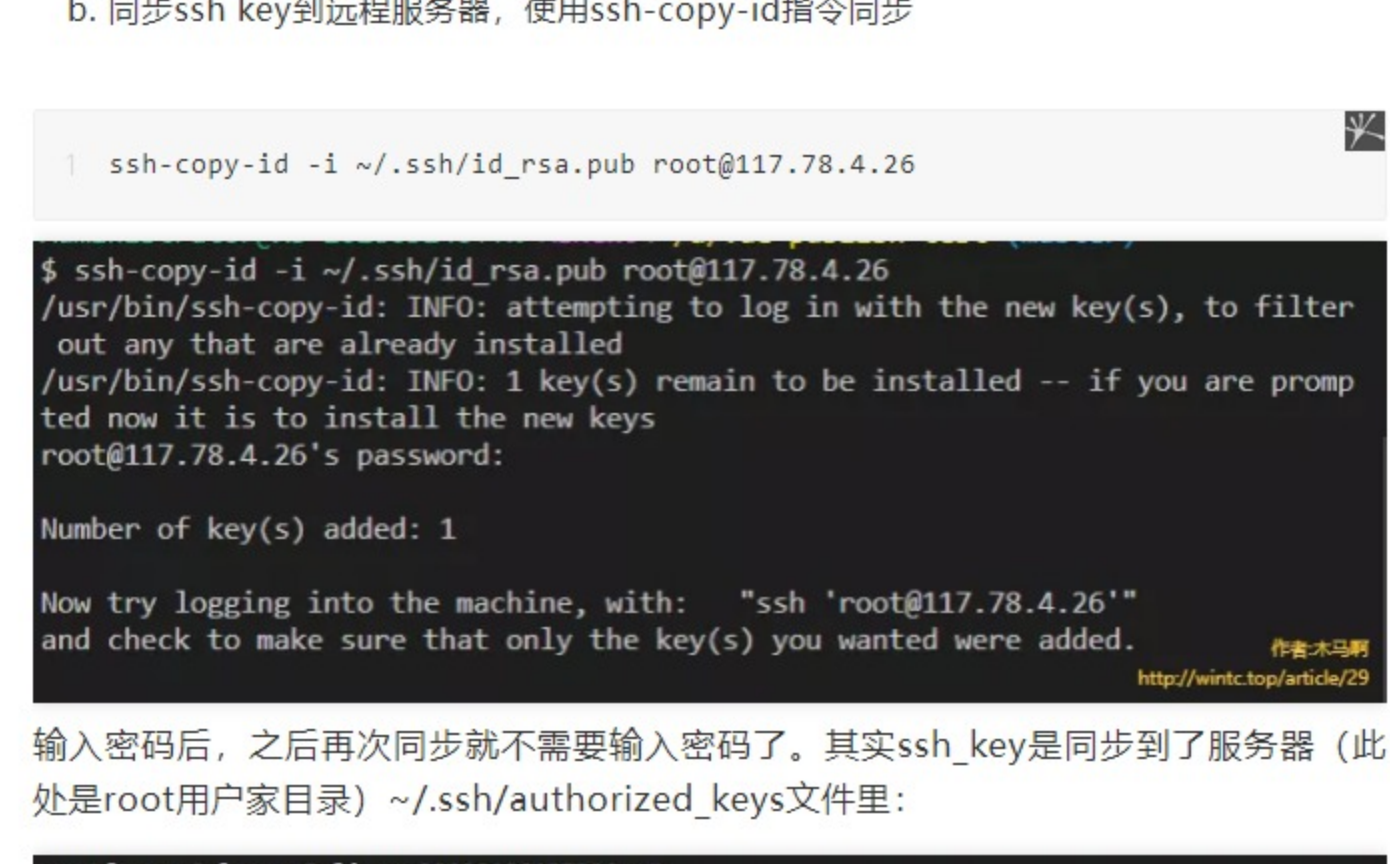 b. 同步ssh key到远程服务器，使用ssh-copy-id指令同步
1 ssh-copy-id -i ~/.ssh/id_rsa.pub root@117.78.4.26
$ ssh-copy-id -i ~/.ssh/id_rsa.pub root@117.78.4.26
/usr/bin/ssh-copy-id: INFO: attempting to log in with the new key(s), to filter
 out any that are already installed
/usr/bin/ssh-copy-id: INFO: 1 key(s) remain to be installed -- if you are promp
ted now it is to install the new keys
root@117.78.4.26's password:
Number of key(s) added: 1
Now try logging into the machine, with:   "ssh 'root@117.78.4.26'"
and check to make sure that only the key(s) you wanted were added.
作者:木马啊
http://wintc.top/article/29
输入密码后，之后再次同步就不需要输入密码了。其实ssh_key是同步到了服务器（此
处是root用户家目录）~/.ssh/authorized_keys文件里：